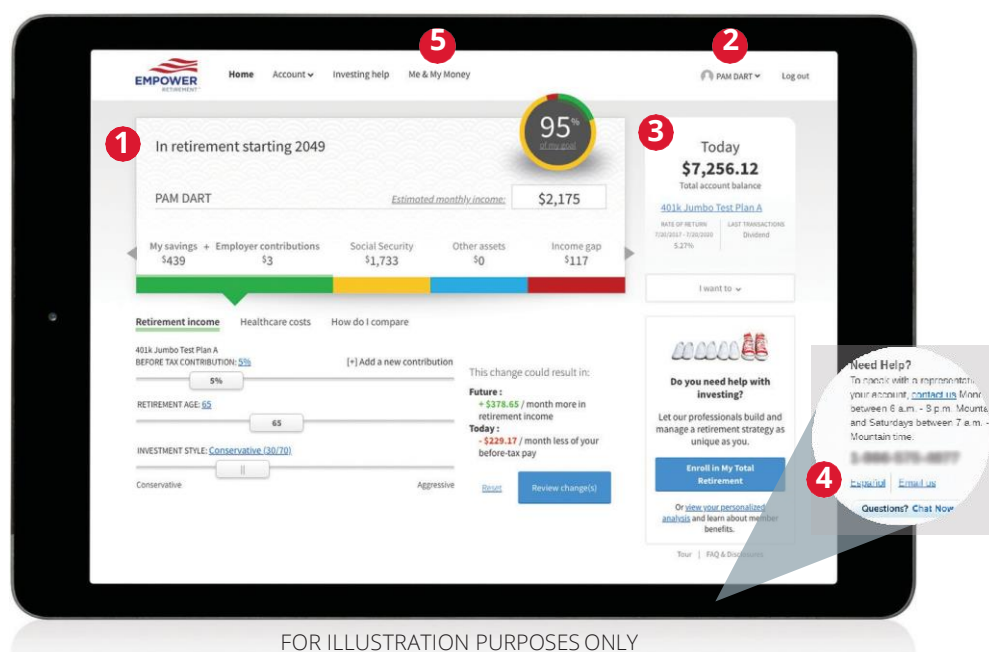 5
2
EMPOWER
RETIREMENT
Home Account Investing help Me & My Money
PAM DART Log out
1
In retirement starting 2049
95%
of my goal
PAM DART Estimated monthly income: $2,175
My savings + Employer contributions Social Security Other assets Income gap
$439 $3 $1,733 $0 $117
3
Today
$7,256.12
Total account balance
401k Jumbo Test Plan A
RATE OF RETURN LAST TRANSACTIONS
7/20/2017 - 7/20/2020 Dividend
5.27%
I want to
Retirement income Healthcare costs How do I compare
401k Jumbo Test Plan A
BEFORE TAX CONTRIBUTION: 5% [+] Add a new contribution
5%
RETIREMENT AGE: 65
65
INVESTMENT STYLE: Conservative (30/70)
Conservative Aggressive
This change could result in:
Future :
+ $378.65 / month more in
retirement income
Today :
- $229.17 / month less of your
before-tax pay
Reset Review change(s)
Do you need help with
investing?
Let our professionals build and
manage a retirement strategy as
unique as you.
Enroll in My Total
Retirement
Or view your personalized
analysis and learn about member
benefits.
Tour | FAQ & Disclosures
Need Help?
To speak with a
your account, contact us
between 6 a.m. - 8 p.m.
and Saturdays between 7 a.m. -
Mountain time.
4
Español Email us
Questions? Chat Now
FOR ILLUSTRATION PURPOSES ONLY